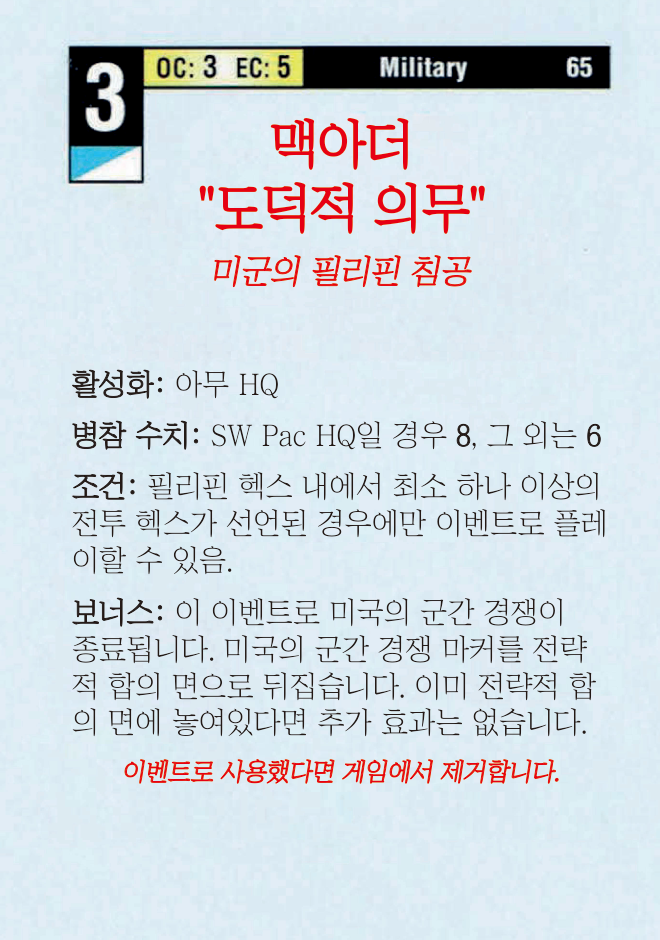 3 OC: 3 EC: 5 Military 65
맥아더
"도덕적 의무"
미군의 필리핀 침공
활성화: 아무 HQ
병참 수치: SW Pac HQ일 경우 8, 그 외는 6
조건: 필리핀 헥스 내에서 최소 하나 이상의
전투 헥스가 선언된 경우에만 이벤트로 플레
이할 수 있음.
보너스: 이 이벤트로 미국의 군간 경쟁이
종료됩니다. 미국의 군간 경쟁 마커를 전략
적 합의 면으로 뒤집습니다. 이미 전략적 합
의 면에 놓여있다면 추가 효과는 없습니다.
이벤트로 사용했다면 게임에서 제거합니다.